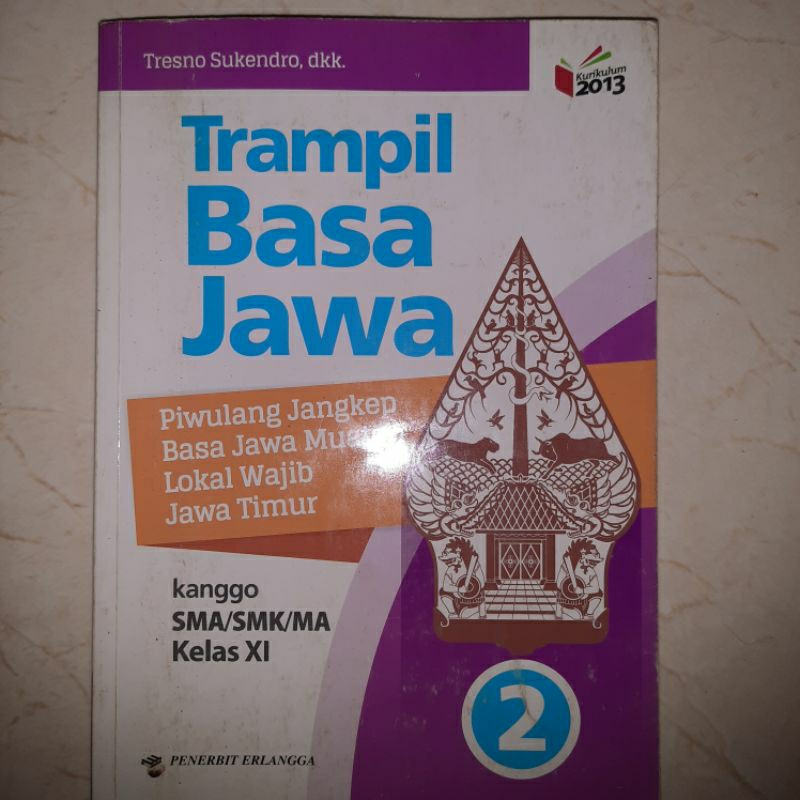 Tresno Sukendro, dkk.
Kurikulum
2013
Trampil
Basa
Jawa
Piwulang Jangkep
Basa Jawa
Lokal Wajib
Jawa Timur
kanggo
SMA/SMK/MA
Kelas XI
2
PENERBIT ERLANGGA